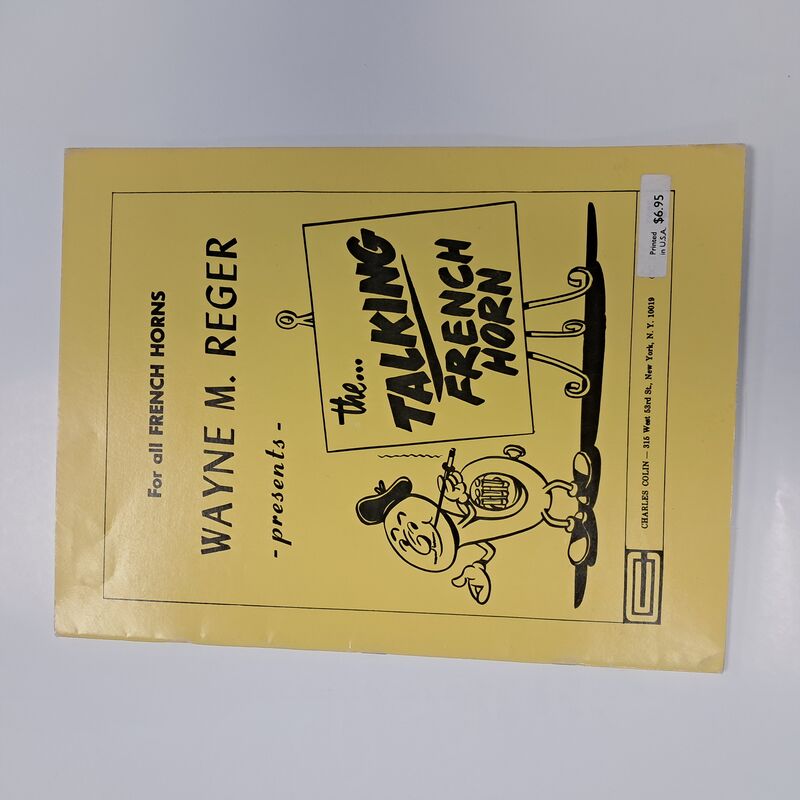 For all FRENCH HORNS
WAYNE M. REGER
- presents -
the...
TALKING
FRENCH
HORN
Printed
in U.S.A. $6.95
CHARLES COLIN — 315 West 53rd St., New York, N. Y. 10019